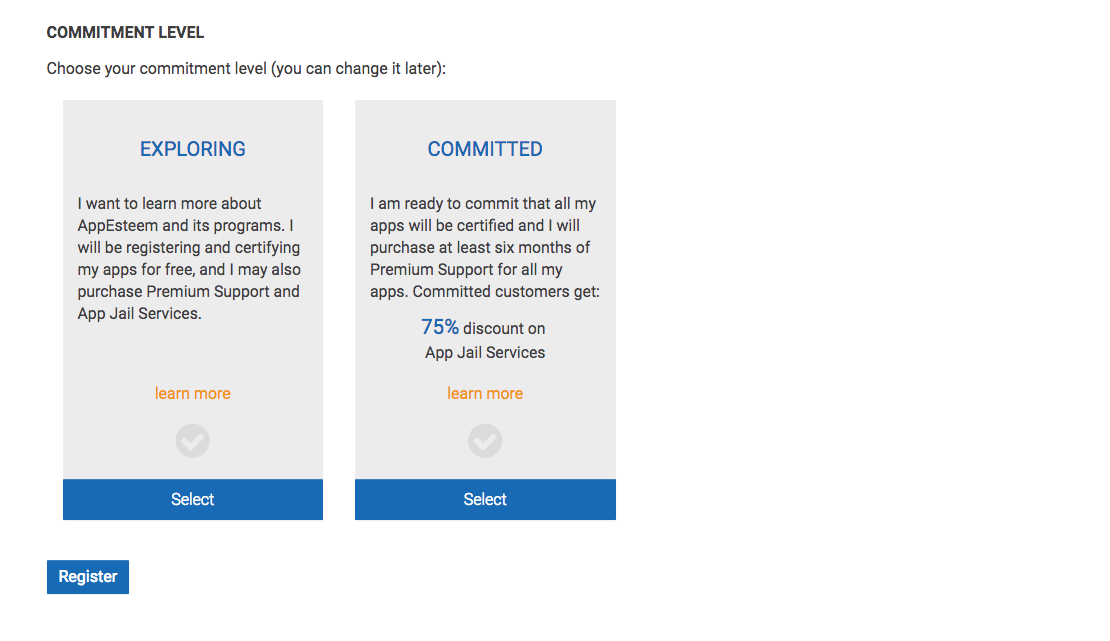 COMMITMENT LEVEL
Choose your commitment level (you can change it later):
EXPLORING
I want to learn more about
AppEsteem and its programs. I
will be registering and certifying
my apps for free, and I may also
purchase Premium Support and
App Jail Services.
learn more
Select
COMMITTED
I am ready to commit that all my
apps will be certified and I will
purchase at least six months of
Premium Support for all my
apps. Committed customers get:
75% discount on
App Jail Services
learn more
Select
Register